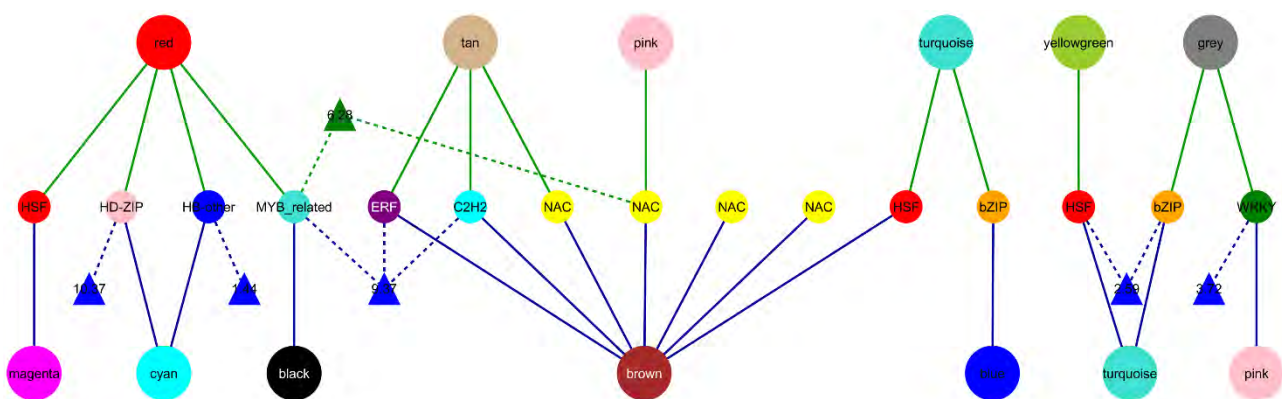 red
tan
pink
turquoise
yellowgreen
grey
6.28
HSF
HD-ZIP
HB-other
MYB_related
ERF
C2H2
NAC
NAC
NAC
NAC
HSF
bZIP
HSF
bZIP
WRKY
10.27
1.44
9.37
2.59
3.72
magenta
cyan
black
brown
blue
turquoise
pink